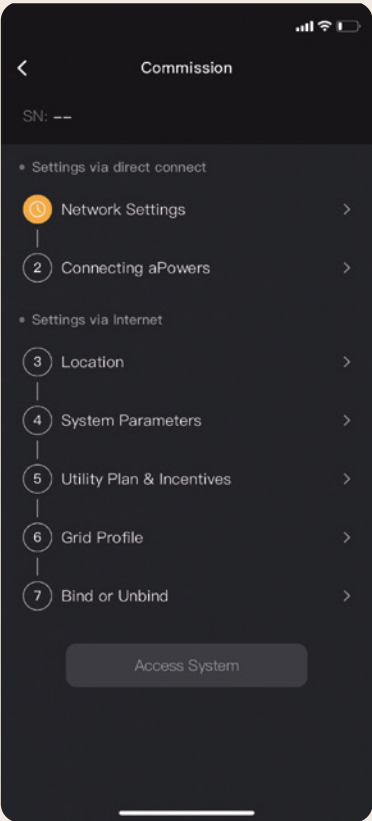 Commission
SN: --
• Settings via direct connect
Network Settings
2 Connecting aPowers
• Settings via Internet
3 Location
4 System Parameters
5 Utility Plan & Incentives
6 Grid Profile
7 Bind or Unbind
Access System